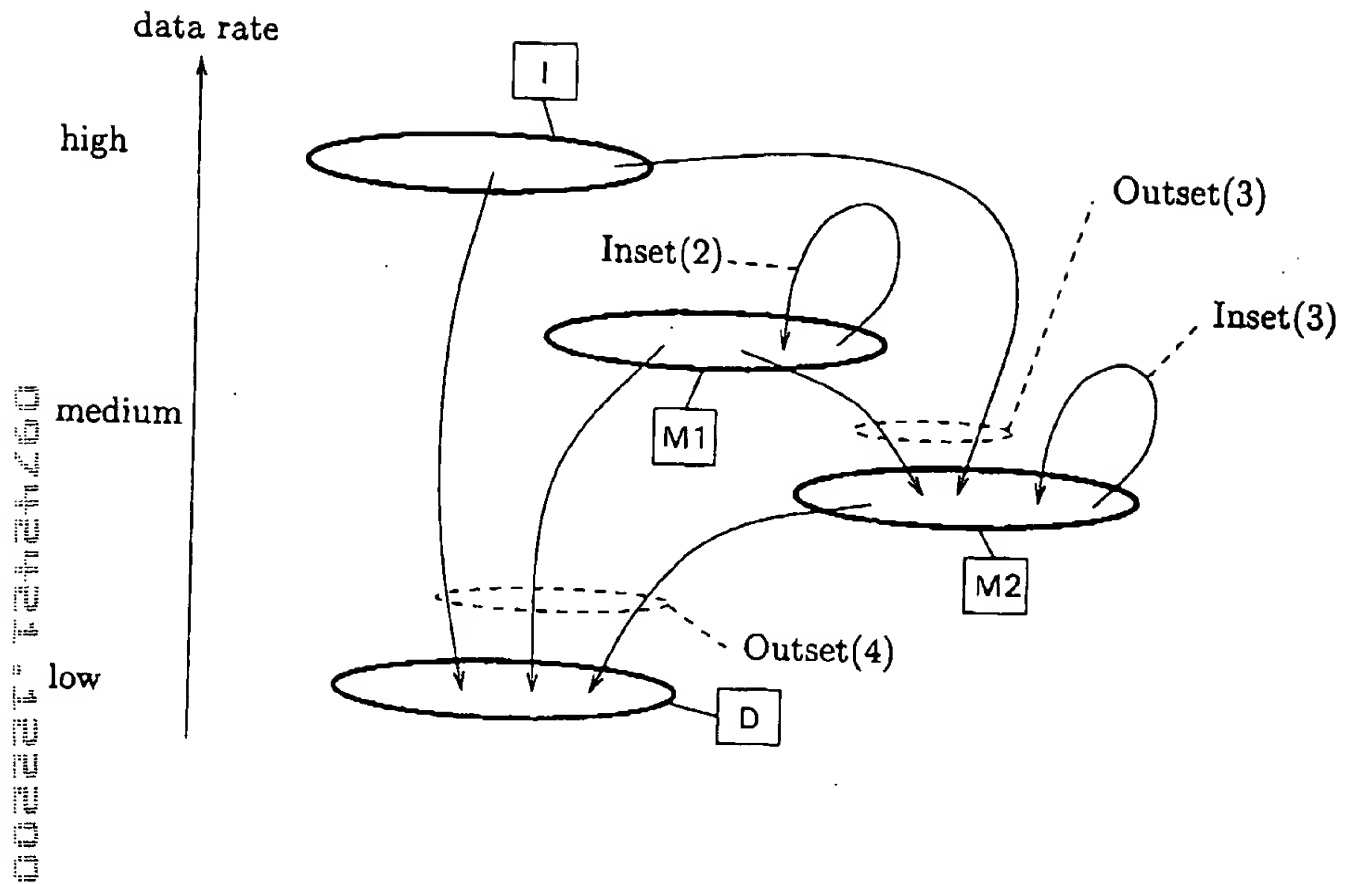 data rate
I
high
Outset(3)
Inset(2)
Inset(3)
medium
M1
M2
Outset(4)
low
D